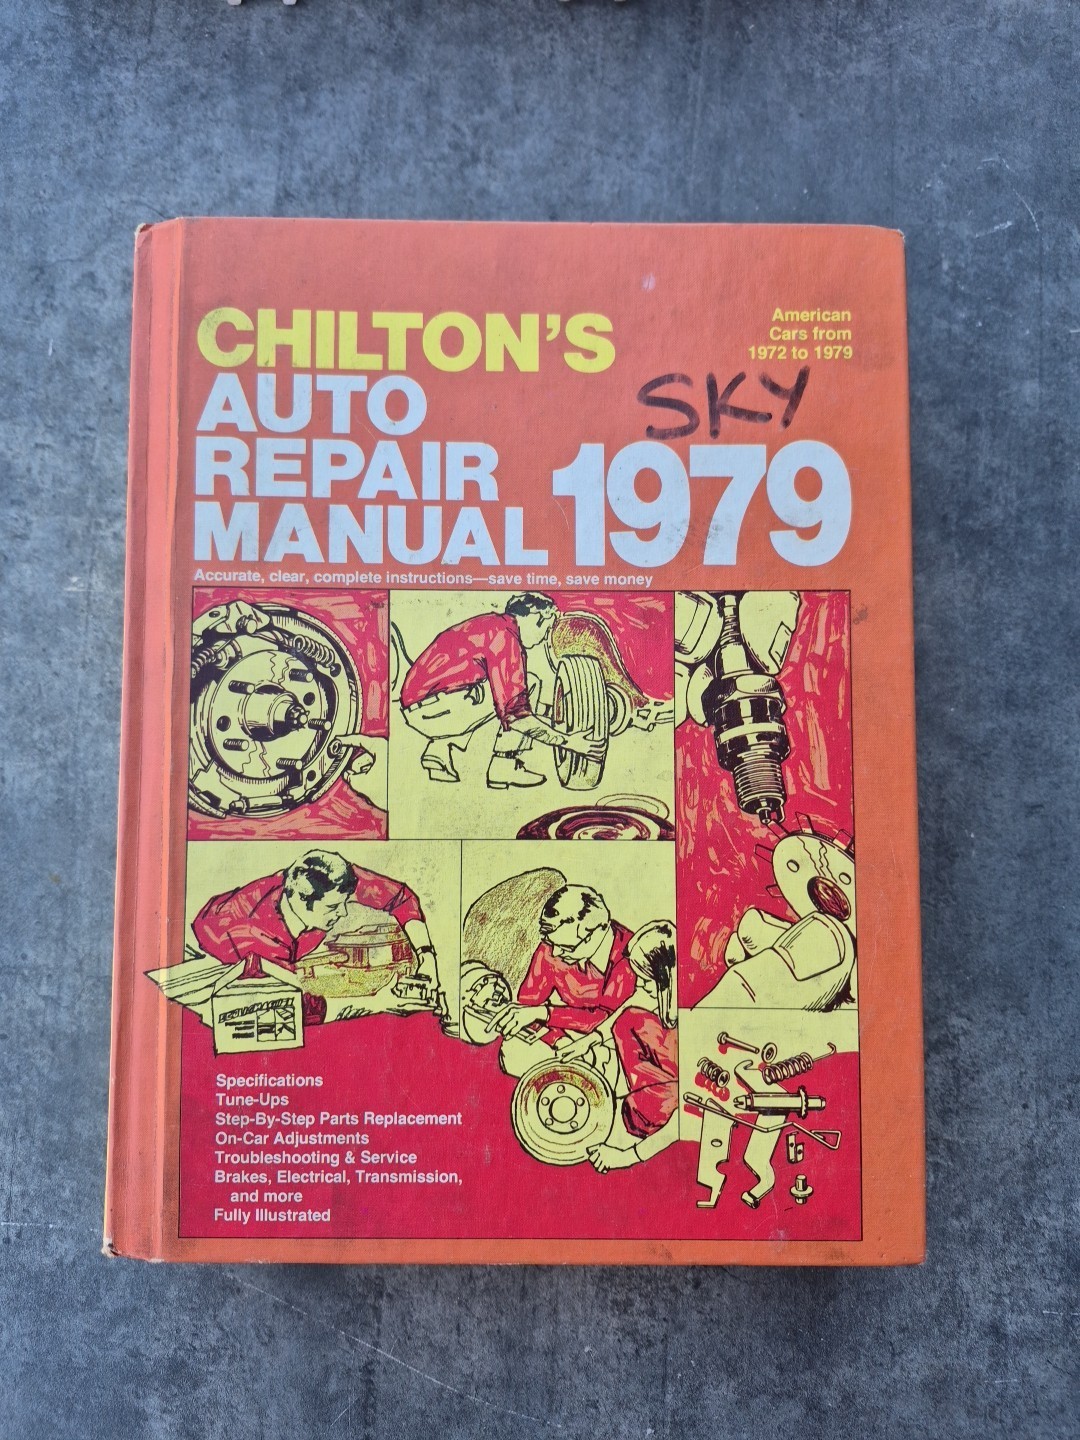 CHILTON'S
AUTO
REPAIR
MANUAL 1979
American
Cars from
1972 to 1979
SKY
Accurate, clear, complete instructions—save time, save money
Specifications
Tune-Ups
Step-By-Step Parts Replacement
On-Car Adjustments
Troubleshooting & Service
Brakes, Electrical, Transmission,
and more
Fully Illustrated